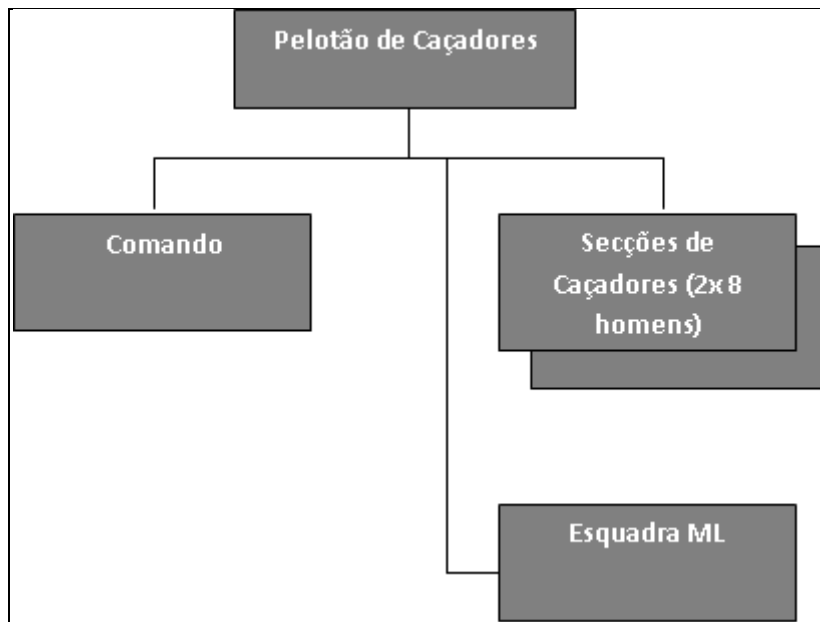 Pelotão de Caçadores
Comando
Secções de
Caçadores (2x 8
homens)
Esquadra ML